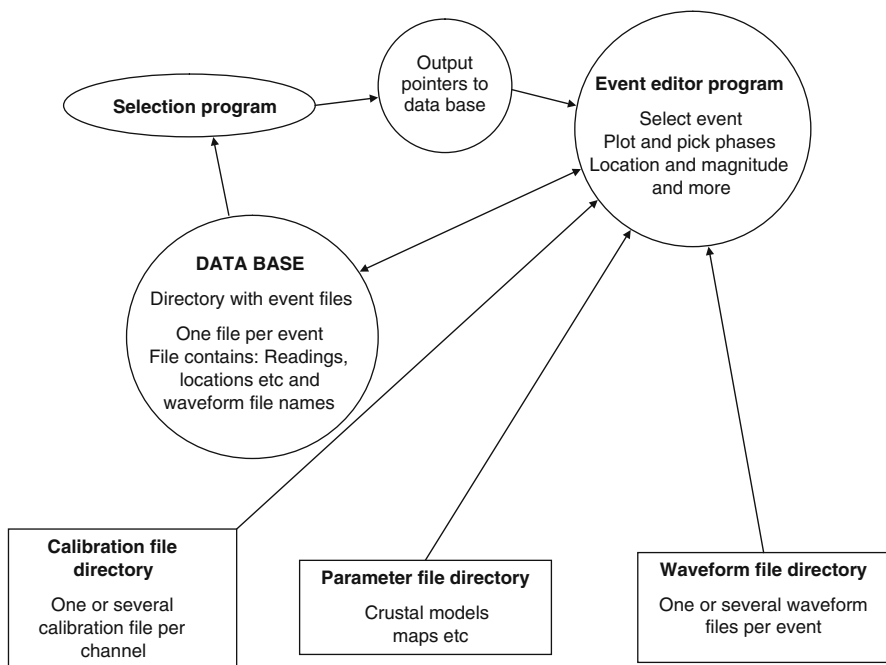 Selection program
Output
pointers to
data base
Event editor program
Select event
Plot and pick phases
Location and magnitude
and more
DATA BASE
Directory with event files
One file per event
File contains: Readings,
locations etc and
waveform file names
Calibration file
directory
One or several
calibration file per
channel
Parameter file directory
Crustal models
maps etc
Waveform file directory
One or several waveform
files per event